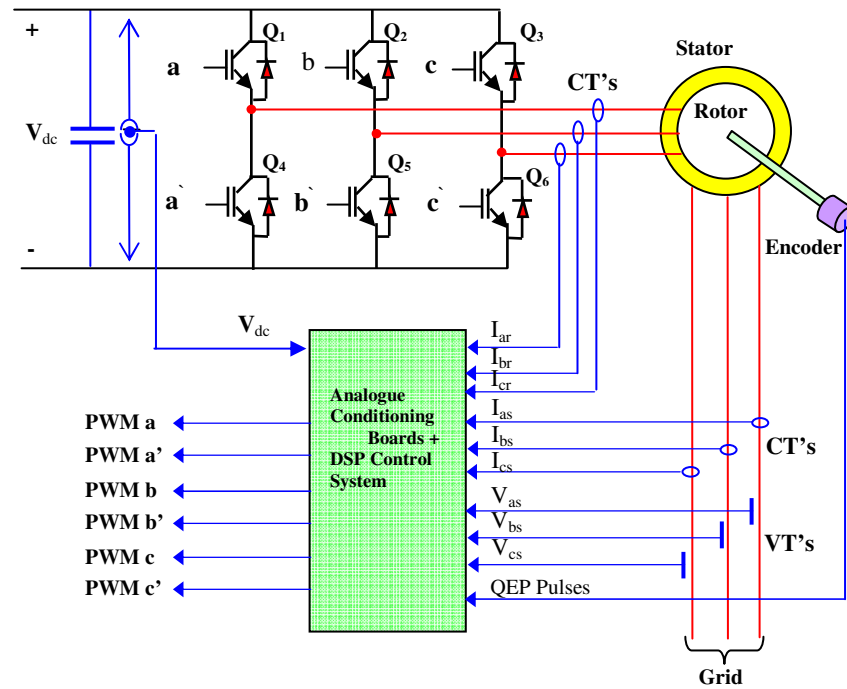 +
Q1
Q2
Q3
a
b
c
Stator
CT's
Rotor
Vdc
Q4
Q5
Q6
a`
b`
c`
-
Encoder
Vdc
Iar
Ibr
Icr
Analogue
Conditioning
Boards +
DSP Control
System
Ias
Ibs
Ics
CT's
PWM a
PWM a’
PWM b
PWM b’
PWM c
PWM c’
Vas
Vbs
Vcs
VT's
QEP Pulses
Grid